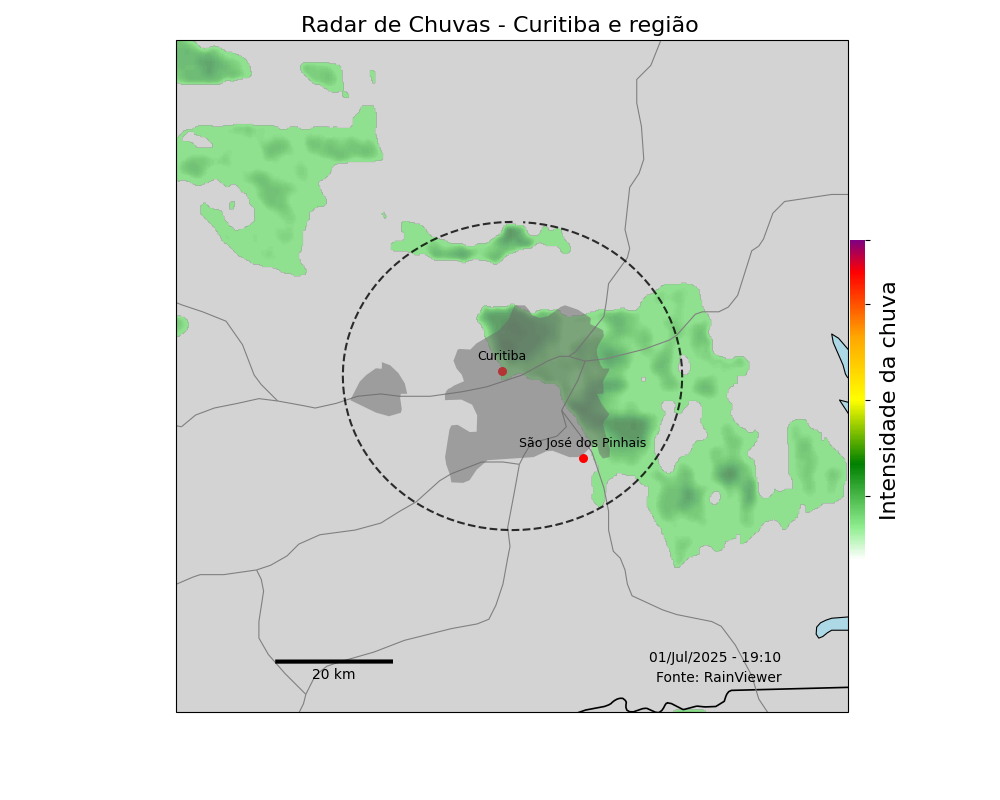 Radar de Chuvas - Curitiba e região
Curitiba
São José dos Pinhais
Intensidade da chuva
20 km
01/Jul/2025 - 19:10
Fonte: RainViewer